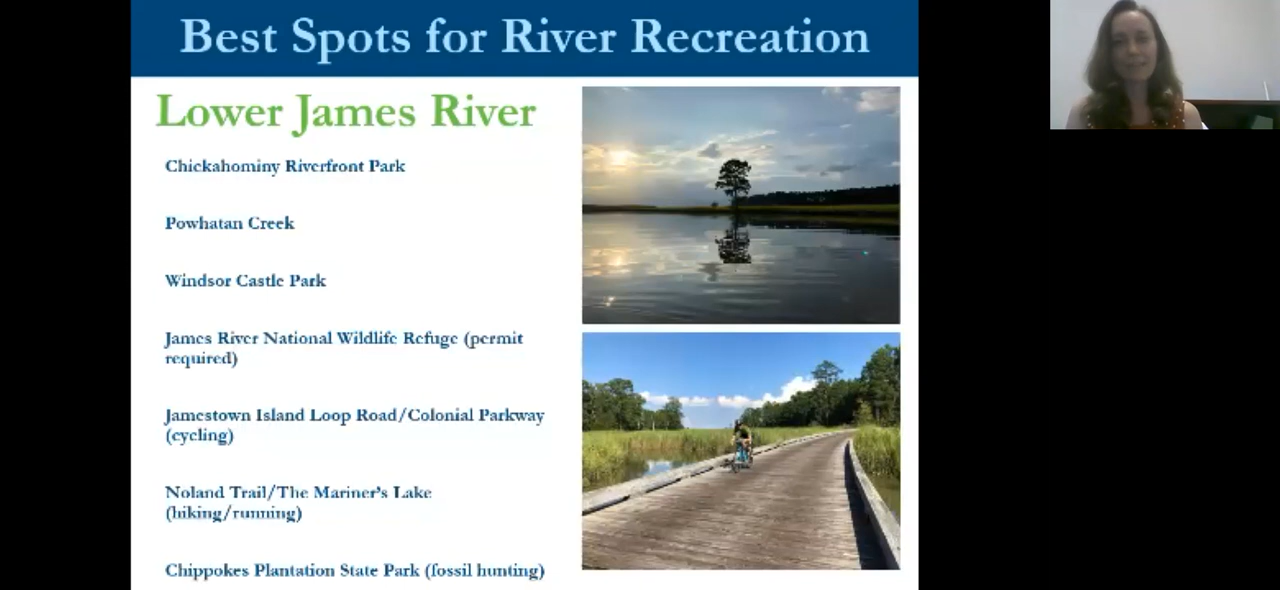 Best Spots for River Recreation
Lower James River
Chickahominy Riverfront Park
Powhatan Creek
Windsor Castle Park
James River National Wildlife Refuge (permit
required)
Jamestown Island Loop Road/Colonial Parkway
(cycling)
Noland Trail/The Mariner's Lake
(hiking/running)
Chippokes Plantation State Park (fossil hunting)